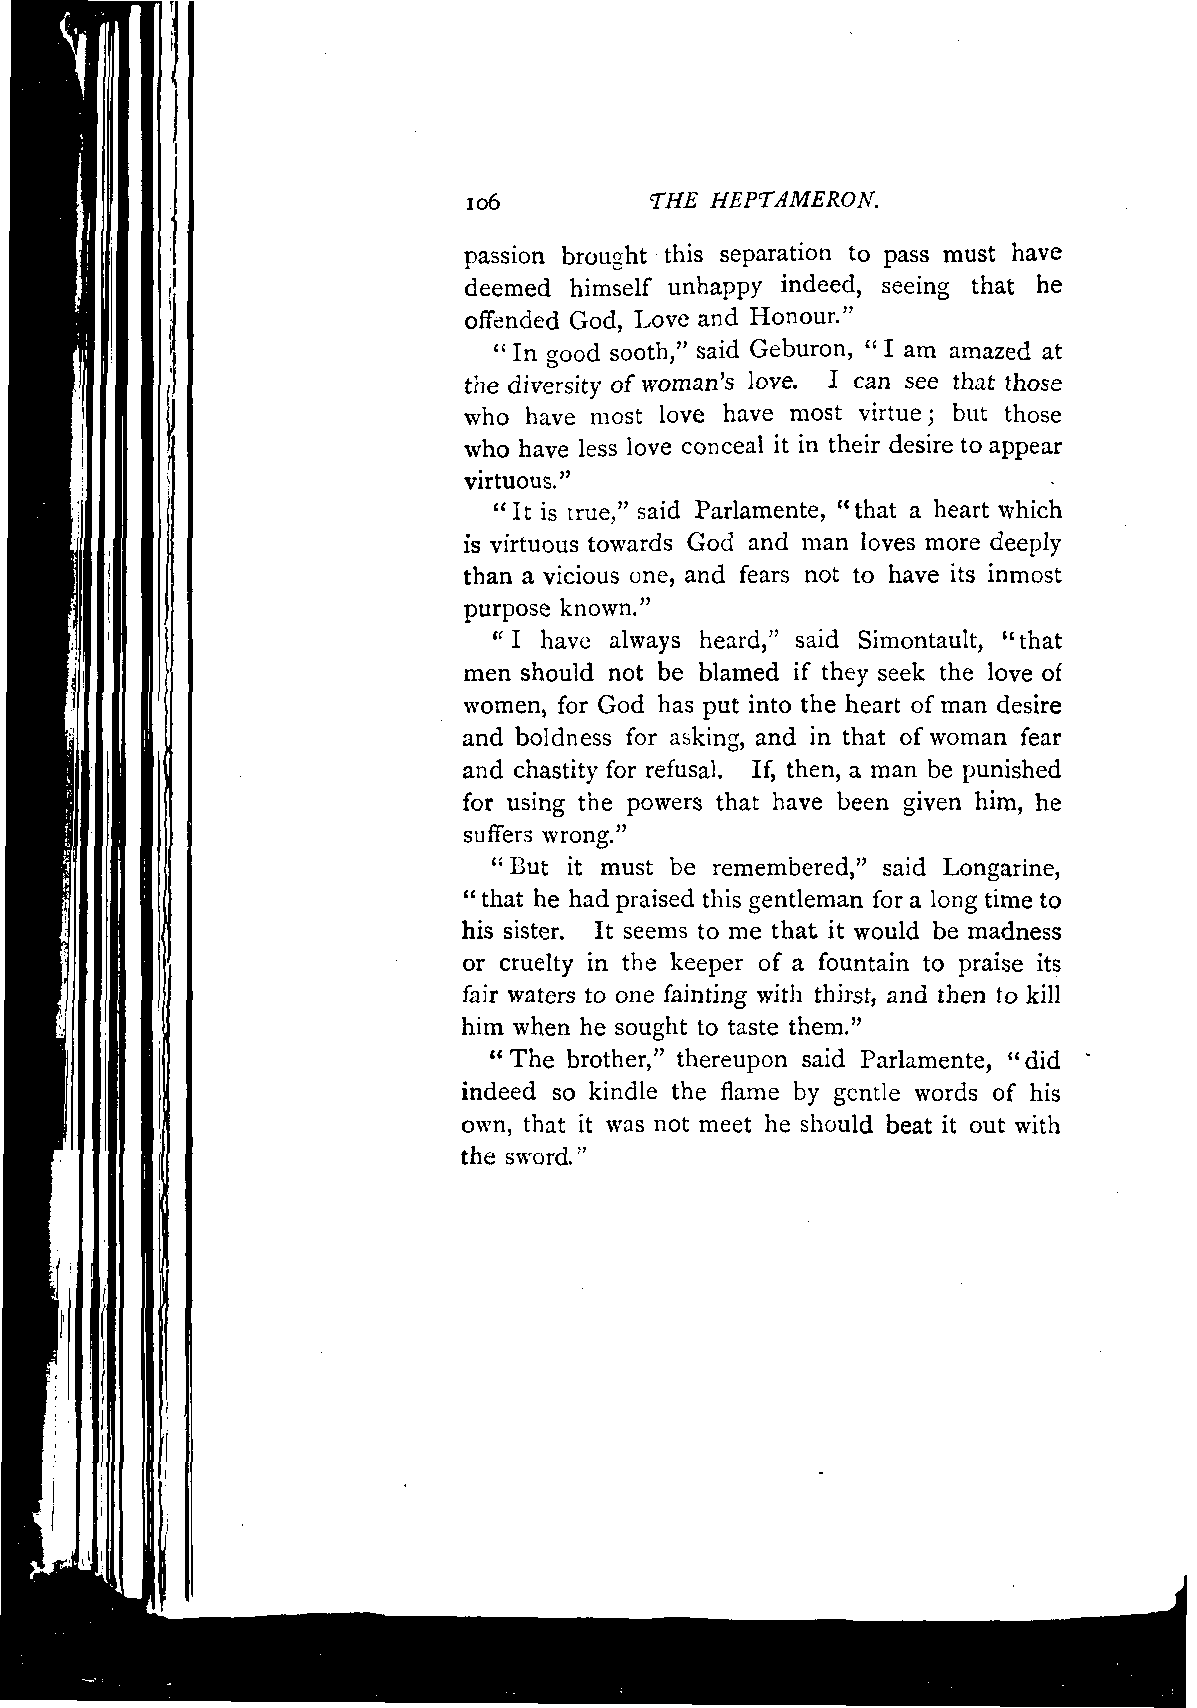 106 THE HEPTAMERON.
passion brought this separation to pass must have
deemed himself unhappy indeed, seeing that he
offended God, Love and Honour."
"In good sooth," said Geburon, "I am amazed at
the diversity of woman's love. I can see that those
who have most love have most virtue; but those
who have less love conceal it in their desire to appear
virtuous."
"It is true," said Parlamente, "that a heart which
is virtuous towards God and man loves more deeply
than a vicious one, and fears not to have its inmost
purpose known."
"I have always heard," said Simontault, "that
men should not be blamed if they seek the love of
women, for God has put into the heart of man desire
and boldness for asking, and in that of woman fear
and chastity for refusal. If, then, a man be punished
for using the powers that have been given him, he
suffers wrong."
"But it must be remembered," said Longarine,
"that he had praised this gentleman for a long time to
his sister. It seems to me that it would be madness
or cruelty in the keeper of a fountain to praise its
fair waters to one fainting with thirst, and then to kill
him when he sought to taste them."
"The brother," thereupon said Parlamente, "did
indeed so kindle the flame by gentle words of his
own, that it was not meet he should beat it out with
the sword."